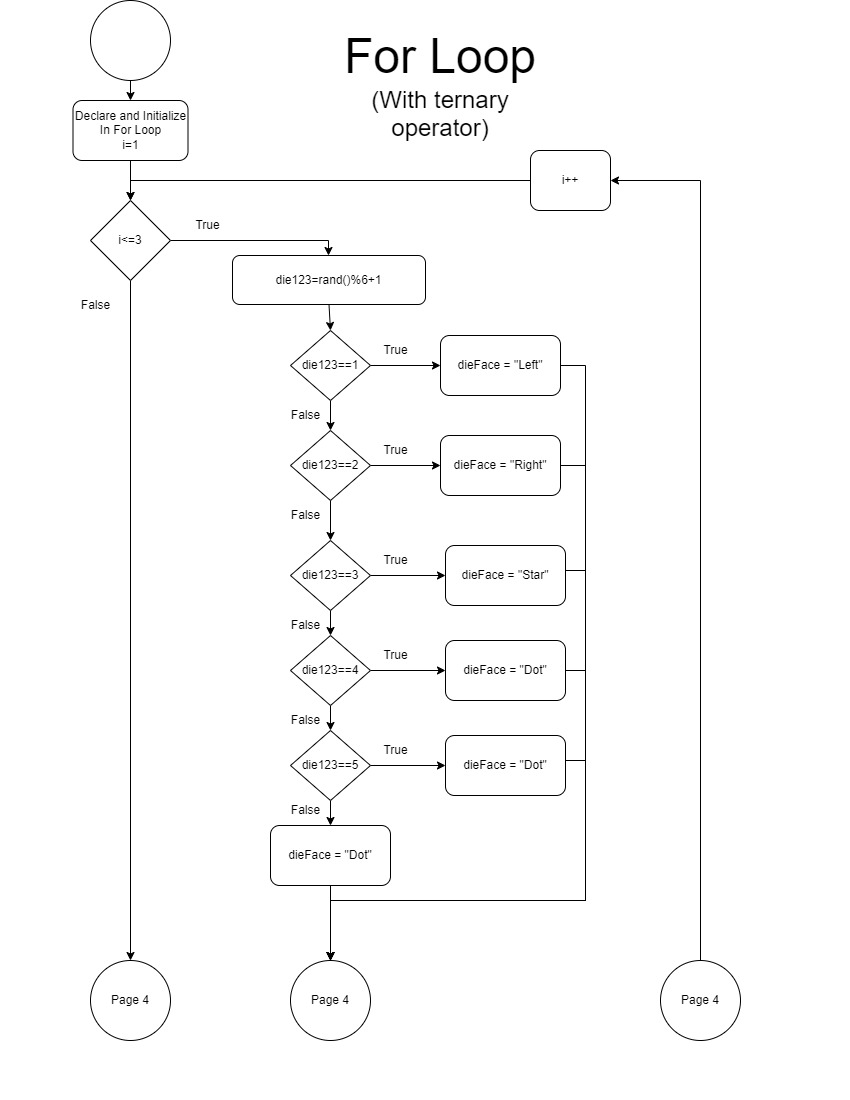 For Loop
(With ternary
operator)
Declare and Initialize
In For Loop
i=1
i++
i<=3
True
False
die123=rand()%6+1
die123==1
True
dieFace = "Left"
False
die123==2
True
dieFace = "Right"
False
die123==3
True
dieFace = "Star"
False
die123==4
True
dieFace = "Dot"
False
die123==5
True
dieFace = "Dot"
False
dieFace = "Dot"
Page 4
Page 4
Page 4